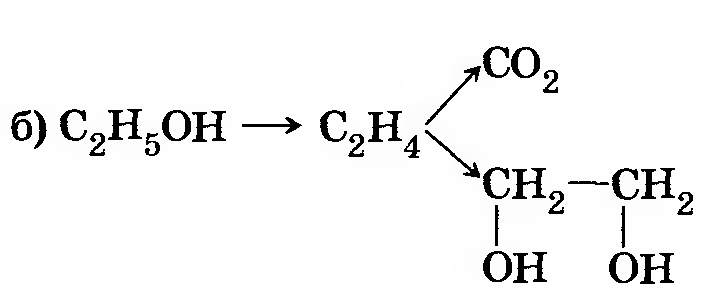 CO₂
б) C₂H₅OH → C₂H₄
CH₂—CH₂
OH OH